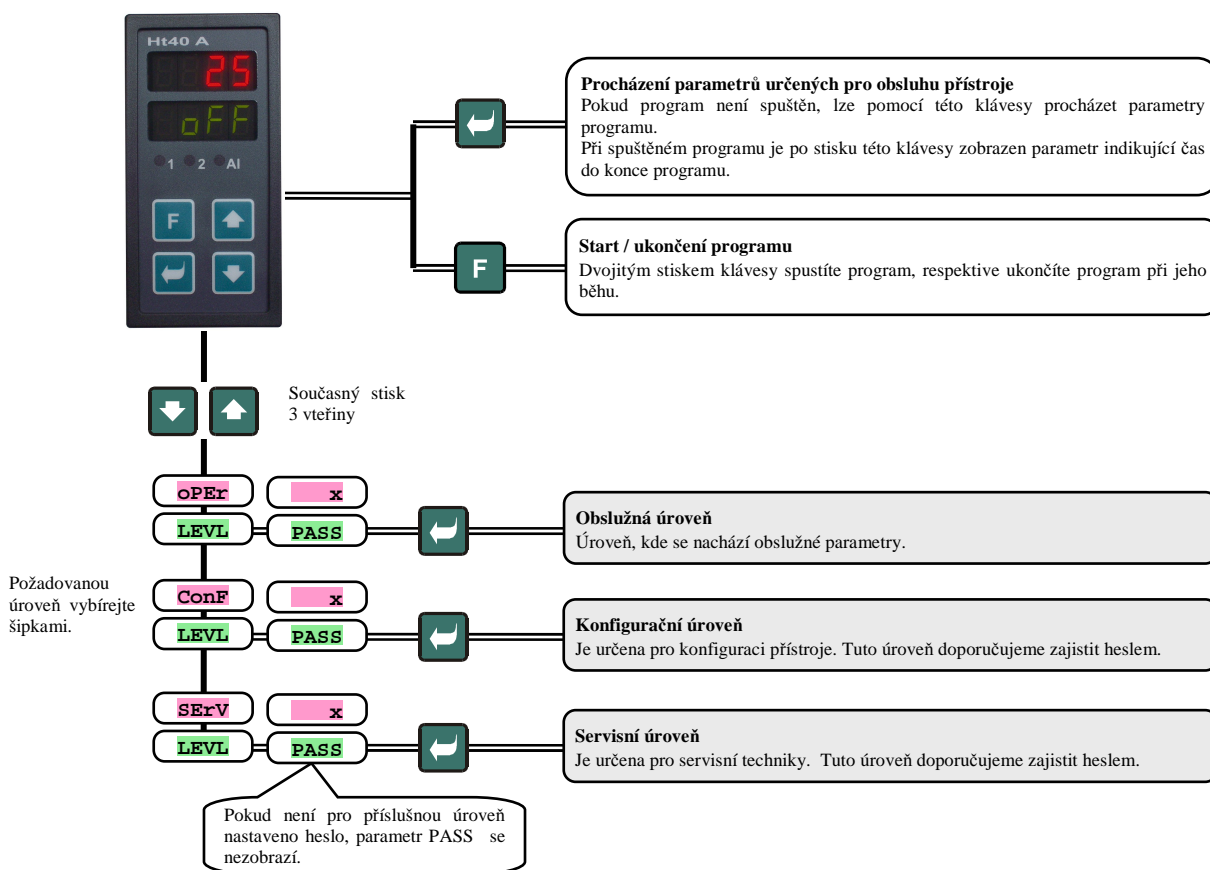 Ht40 A
25
oFF
1 2 AI
F
Procházení parametrů určených pro obsluhu přístroje
Pokud program není spuštěn, lze pomocí této klávesy procházet parametry
programu.
Při spuštěném programu je po stisku této klávesy zobrazen parametr indikující čas
do konce programu.
F
Start / ukončení programu
Dvojitým stiskem klávesy spustíte program, respektive ukončíte program při jeho
běhu.
Současný stisk
3 vteřiny
Požadovanou
úroveň vybírejte
šipkami.
oPEr x
LEVL PASS
Obslužná úroveň
Úroveň, kde se nachází obslužné parametry.
ConF x
LEVL PASS
Konfigurační úroveň
Je určena pro konfiguraci přístroje. Tuto úroveň doporučujeme zajistit heslem.
SErV x
LEVL PASS
Servisní úroveň
Je určena pro servisní techniky. Tuto úroveň doporučujeme zajistit heslem.
Pokud není pro příslušnou úroveň
nastaveno heslo, parametr PASS se
nezobrazí.